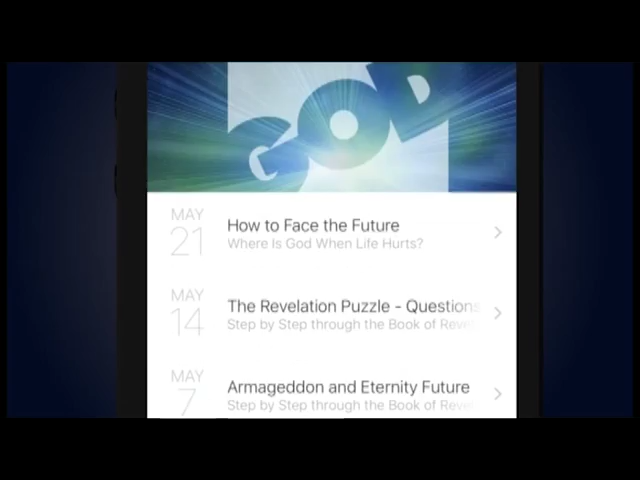 GOD
MAY
21
How to Face the Future
Where Is God When Life Hurts?
MAY
14
The Revelation Puzzle - Questions
Step by Step through the Book of
MAY
7
Armageddon and Eternity Future
Step by Step through the Book of